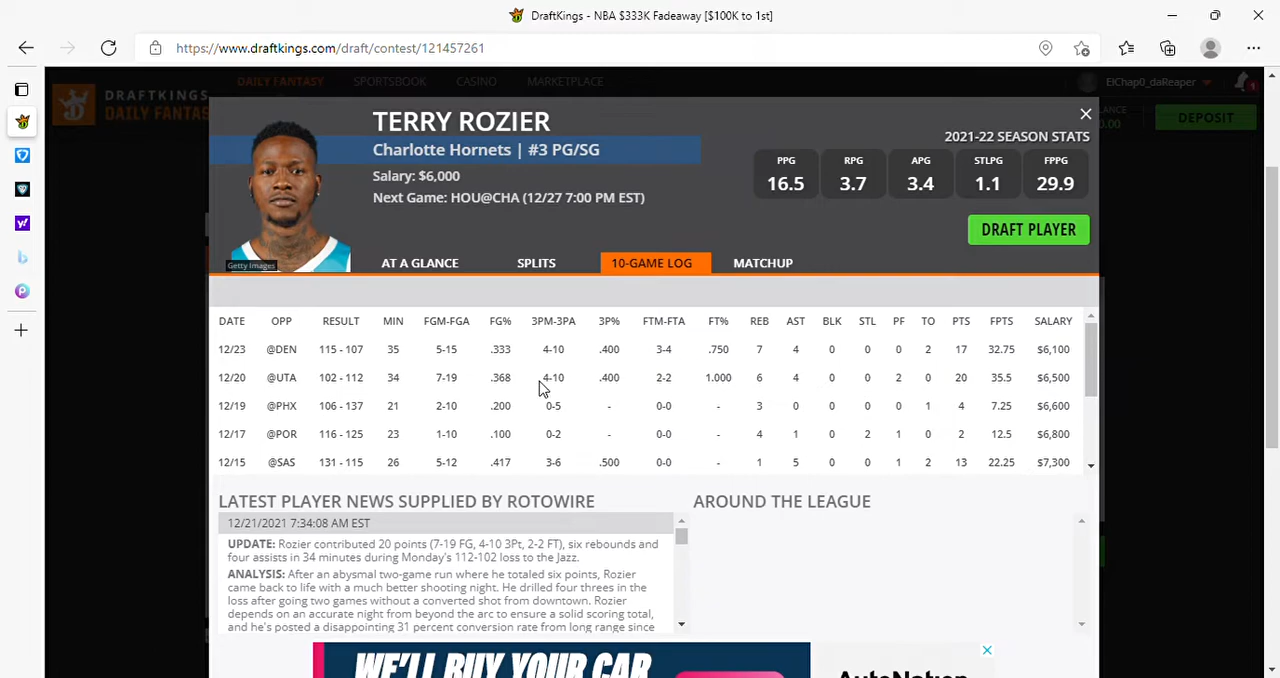 DraftKings - NBA $333K Fadeaway [$100K to 1st]
https://www.draftkings.com/draft/contest/121457261
DRAFTKINGS
DAILY FANTAS
DAILY FANTASY SPORTSBOOK CASINO MARKETPLACE
ElChap0_daReaper
1
DEPOSIT
TERRY ROZIER
Charlotte Hornets | #3 PG/SG
Salary: $6,000
Next Game: HOU@CHA (12/27 7:00 PM EST)
Getty Images
2021-22 SEASON STATS
PPG RPG APG STLPG FPPG
16.5 3.7 3.4 1.1 29.9
DRAFT PLAYER
AT A GLANCE SPLITS 10-GAME LOG MATCHUP
DATE OPP RESULT MIN FGM-FGA FG% 3PM-3PA 3P% FTM-FTA FT% REB AST BLK STL PF TO PTS FPTS SALARY
12/23 @DEN 115 - 107 35 5-15 .333 4-10 .400 3-4 .750 7 4 0 0 0 2 17 32.75 $6,100
12/20 @UTA 102 - 112 34 7-19 .368 4-10 .400 2-2 1.000 6 4 0 0 2 0 20 35.5 $6,500
12/19 @PHX 106 - 137 21 2-10 .200 0-5 - 0-0 - 3 0 0 0 0 1 4 7.25 $6,600
12/17 @POR 116 - 125 23 1-10 .100 0-2 - 0-0 - 4 1 0 2 1 0 2 12.5 $6,800
12/15 @SAS 131 - 115 26 5-12 .417 3-6 .500 0-0 - 1 5 0 0 1 2 13 22.25 $7,300
LATEST PLAYER NEWS SUPPLIED BY ROTOWIRE
12/21/2021 7:34:08 AM EST
UPDATE: Rozier contributed 20 points (7-19 FG, 4-10 3Pt, 2-2 FT), six rebounds and
four assists in 34 minutes during Monday's 112-102 loss to the Jazz.
ANALYSIS: After an abysmal two-game run where he totaled six points, Rozier
came back to life with a much better shooting night. He drilled four threes in the
loss after going two games without a converted shot from downtown. Rozier
depends on an accurate night from beyond the arc to ensure a solid scoring total,
and he's posted a disappointing 31 percent conversion rate from long range since
AROUND THE LEAGUE
WE'LL BUY YOUR CAR
AutoNation